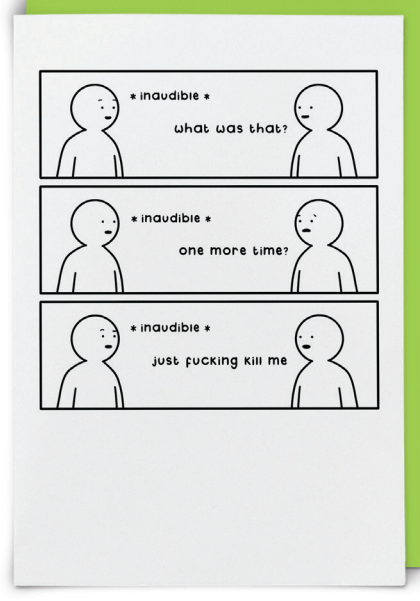 * inaudible *
what was that?
* inaudible *
one more time?
* inaudible *
just fucking kill me